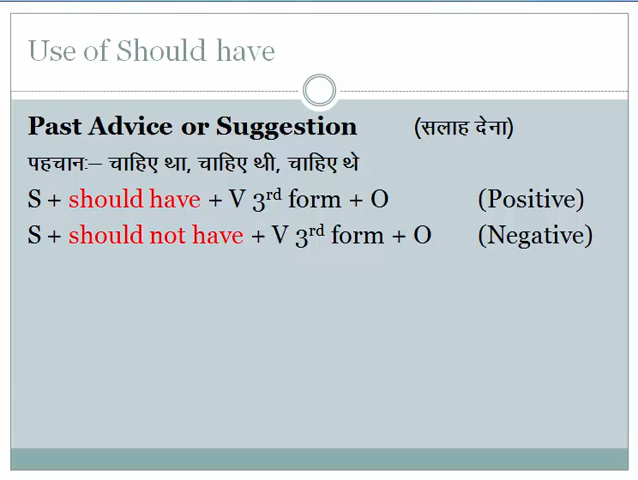 Use of Should have
Past Advice or Suggestion (सलाह देना)
पहचान:– चाहिए था, चाहिए थी, चाहिए थे
S + should have + V 3rd form + O (Positive)
S + should not have + V 3rd form + O (Negative)